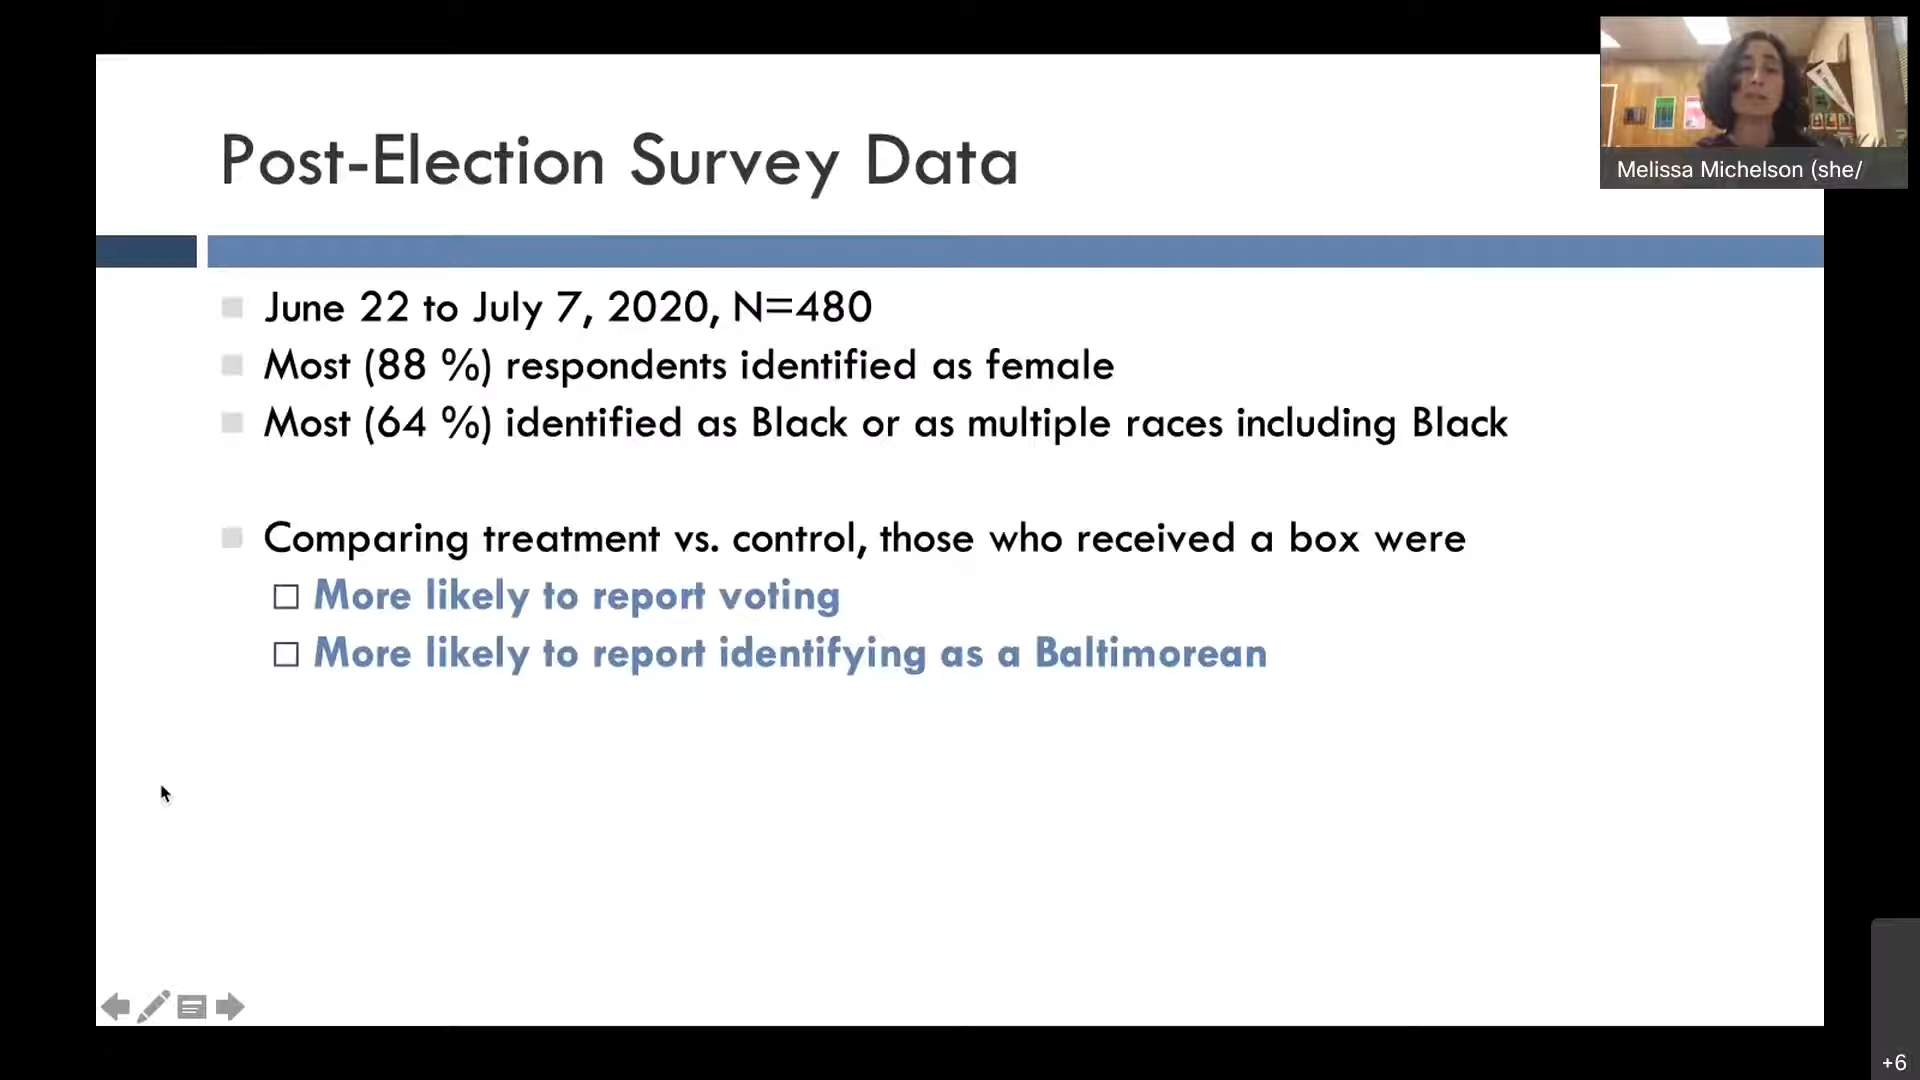 Post-Election Survey Data
Melissa Michelson (she/
June 22 to July 7, 2020, N=480
Most (88 %) respondents identified as female
Most (64 %) identified as Black or as multiple races including Black
Comparing treatment vs. control, those who received a box were
More likely to report voting
More likely to report identifying as a Baltimorean
+6